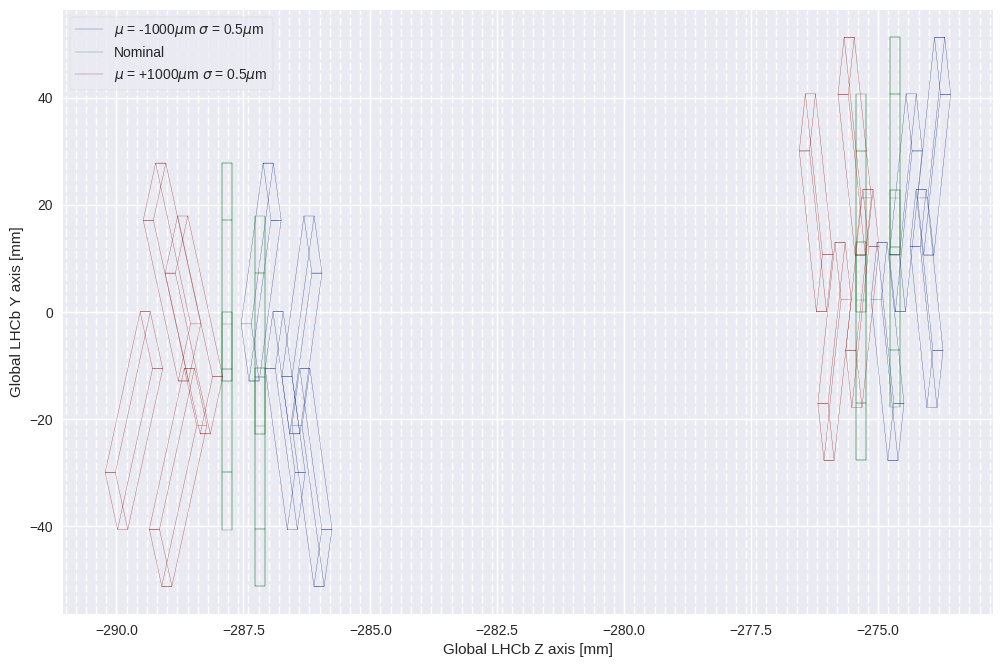 μ = -1000μm σ = 0.5μm
Nominal
μ = +1000μm σ = 0.5μm
Global LHCb Y axis [mm]
40
20
0
−20
−40
−290.0 −287.5 −285.0 −282.5 −280.0 −277.5 −275.0
Global LHCb Z axis [mm]